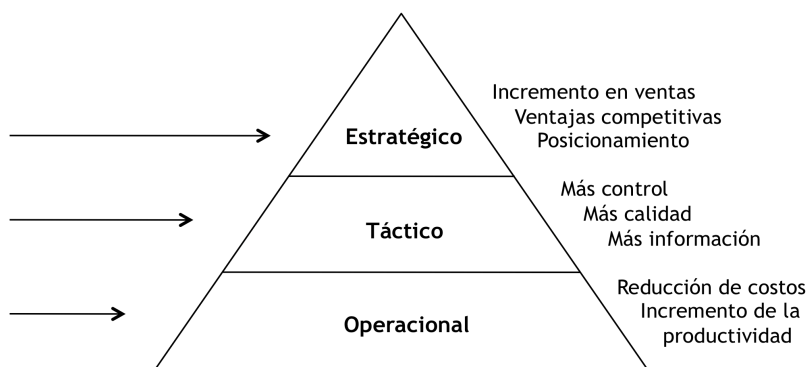 Incremento en ventas
Ventajas competitivas
Posicionamiento
Estratégico
Más control
Más calidad
Más información
Táctico
Reducción de costos
Incremento de la
productividad
Operacional